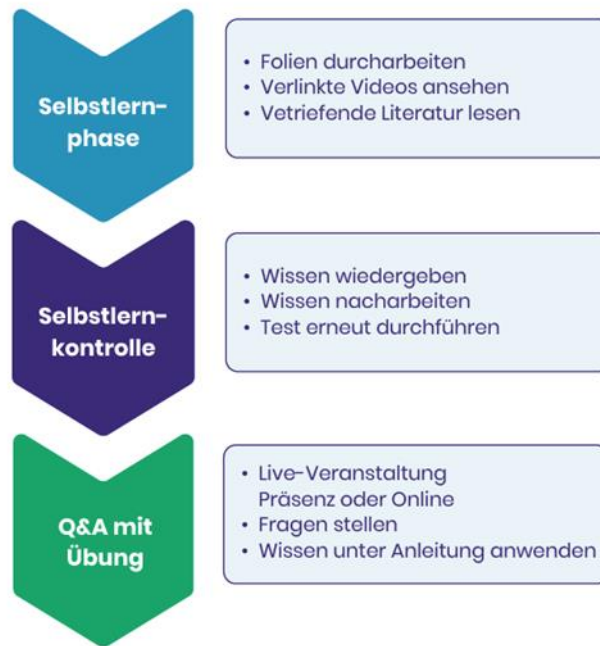 Selbstlern-
phase
• Folien durcharbeiten
• Verlinkte Videos ansehen
• Vetriefende Literatur lesen
Selbstlern-
kontrolle
• Wissen wiedergeben
• Wissen nacharbeiten
• Test erneut durchführen
Q&A mit
Übung
• Live-Veranstaltung
Präsenz oder Online
• Fragen stellen
• Wissen unter Anleitung anwenden